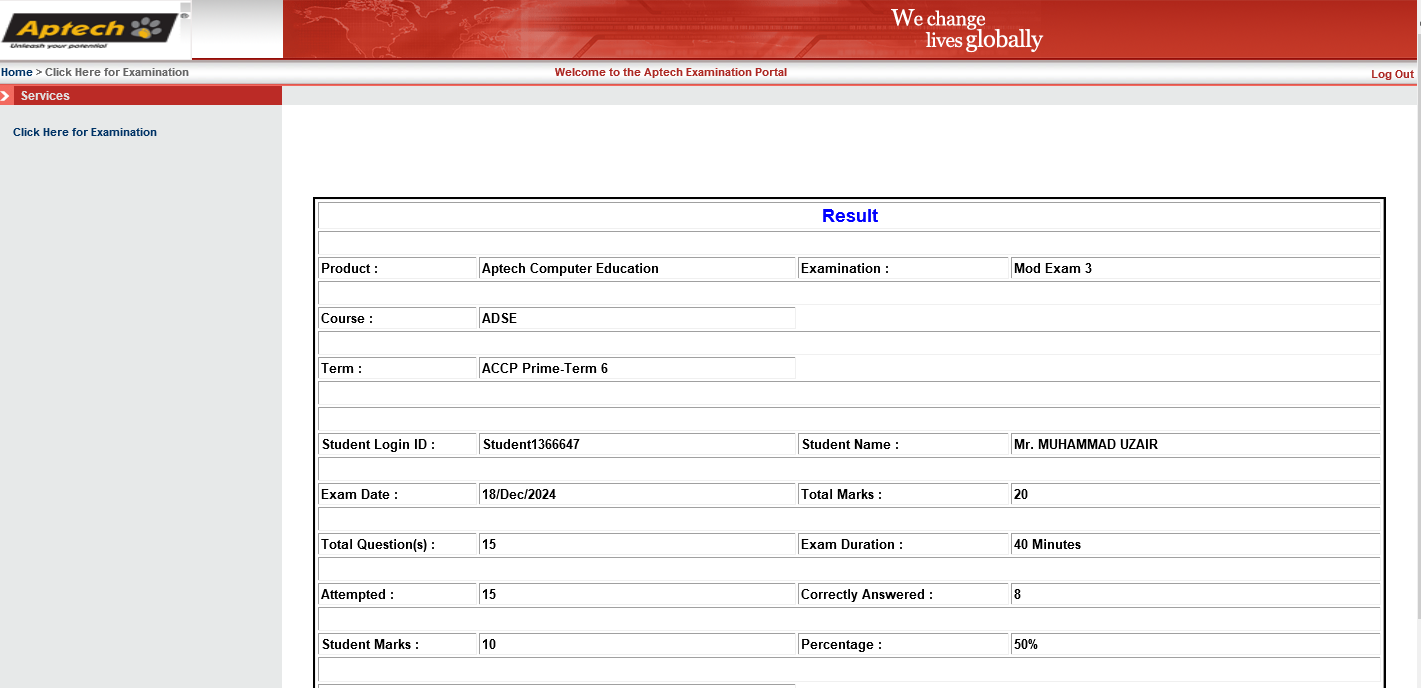 Aptech
Unleash your potential
We change
lives globally
Home > Click Here for Examination
Welcome to the Aptech Examination Portal
Log Out
Services
Click Here for Examination
Result
Product : Aptech Computer Education Examination : Mod Exam 3
Course : ADSE
Term : ACCP Prime-Term 6
Student Login ID : Student1366647 Student Name : Mr. MUHAMMAD UZAIR
Exam Date : 18/Dec/2024 Total Marks : 20
Total Question(s) : 15 Exam Duration : 40 Minutes
Attempted : 15 Correctly Answered : 8
Student Marks : 10 Percentage : 50%